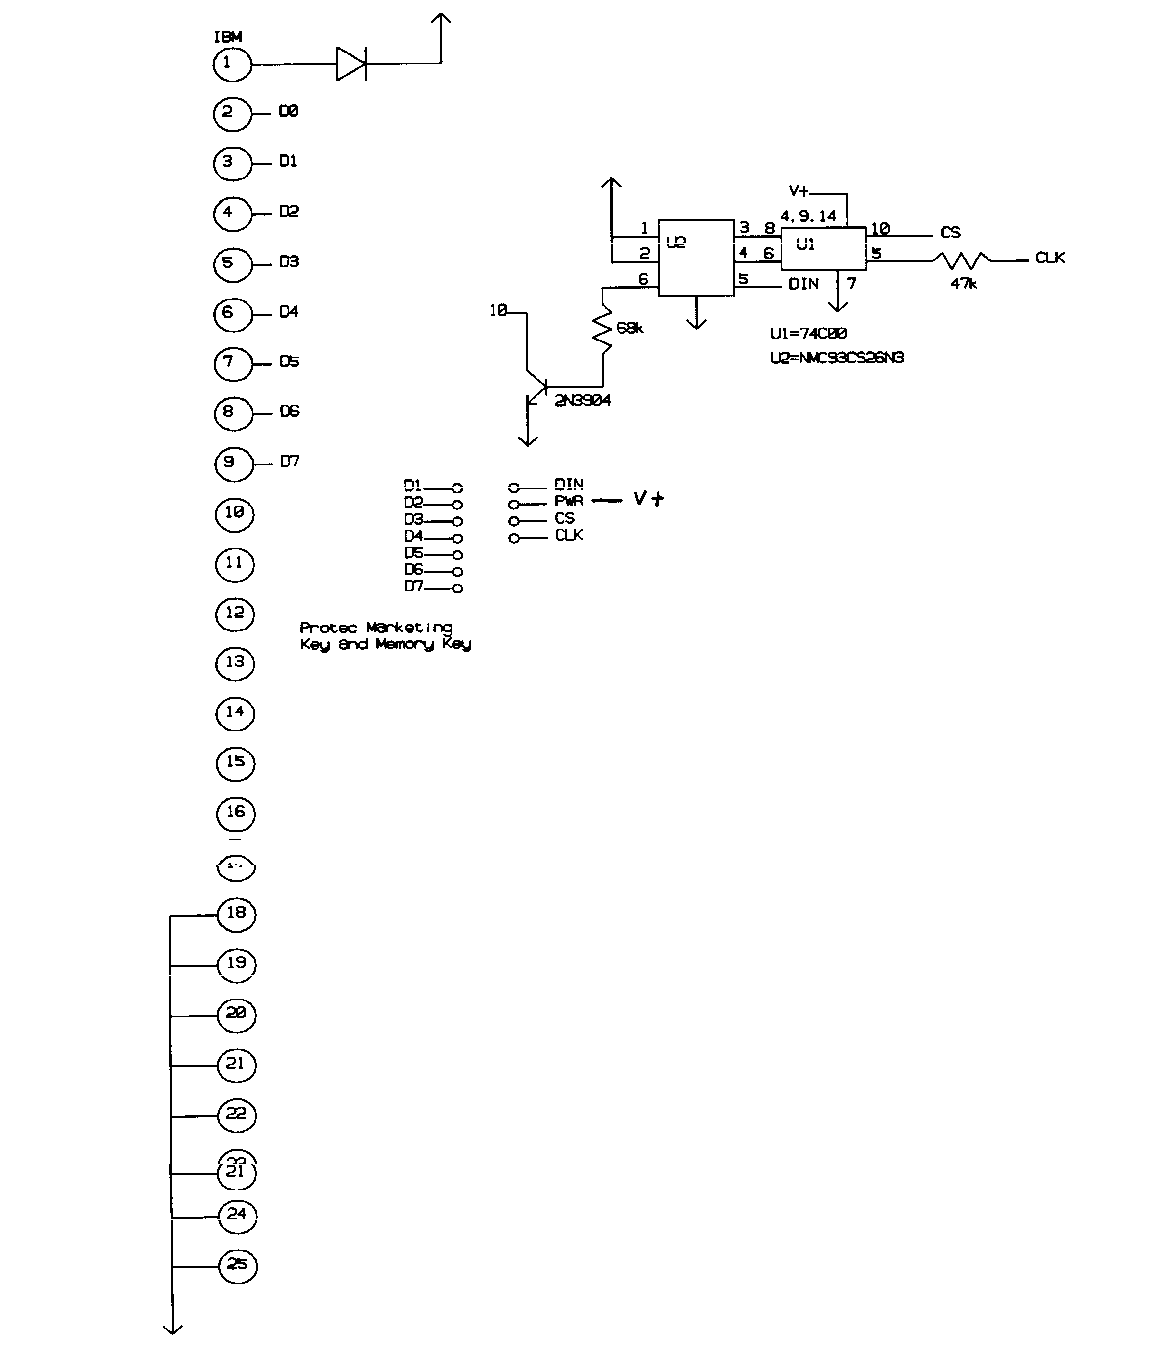 IBM
1
2 D0
3 D1
4 D2
5 D3
6 D4
7 D5
8 D6
9 D7
10
11
12
13
14
15
16
18
19
20
21
22
21
24
25
V+
4,9,14
1 U2 3 8 U1 10 CS
2 4 6 5 CLK
6 5 DIN 7 47k
10 68k
U1=74C00
U2=NMC93CS26N3
2N3904
D1 DIN
D2 PWR V+
D3 CS
D4 CLK
D5
D6
D7
Protec Marketing
Key and Memory Key